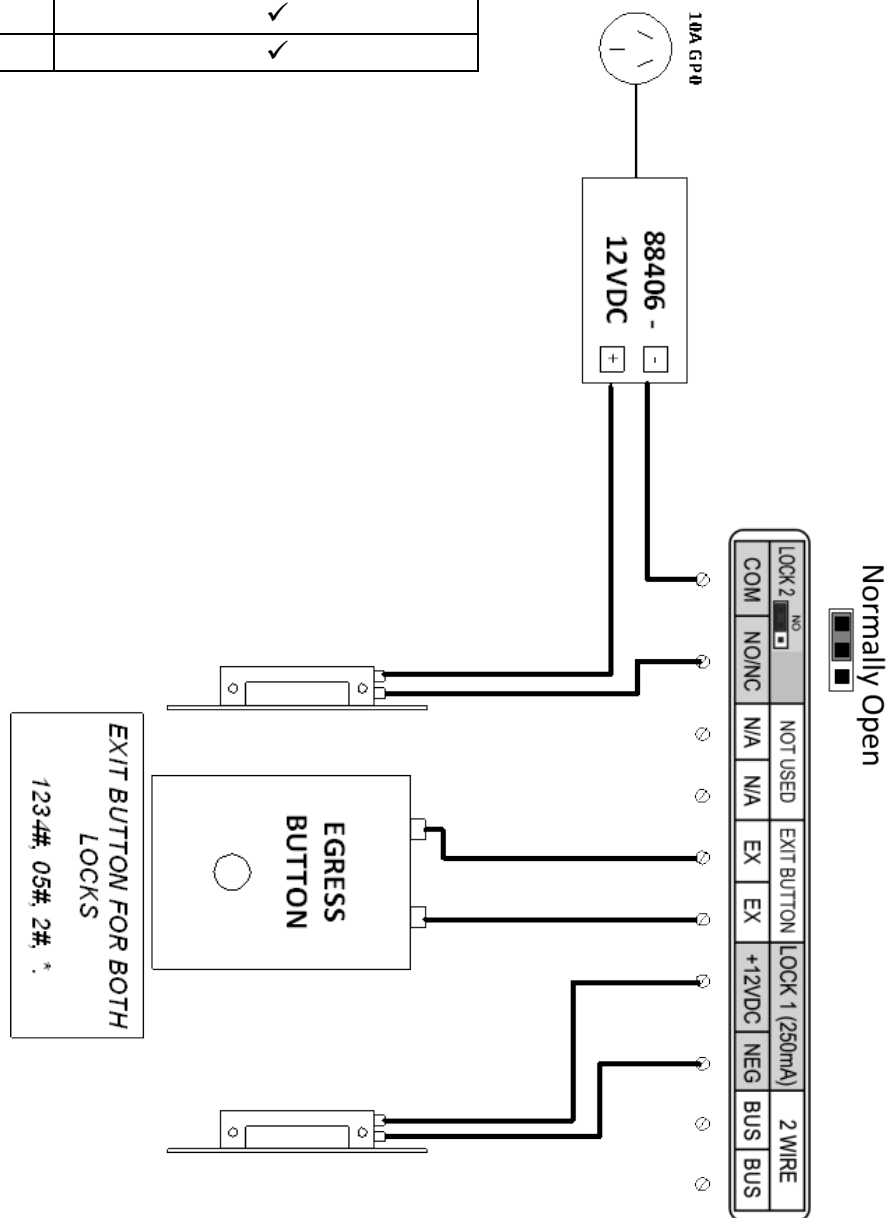 ✓
✓
10A GPO
88406 -
12VDC
-
+
Normally Open
LOCK 2 NO NOT USED EXIT BUTTON LOCK 1 (250mA) 2 WIRE
COM NO/NC N/A N/A EX EX +12VDC NEG BUS BUS
EGRESS
BUTTON
EXIT BUTTON FOR BOTH
LOCKS
1234#, 05#, 2#, *.